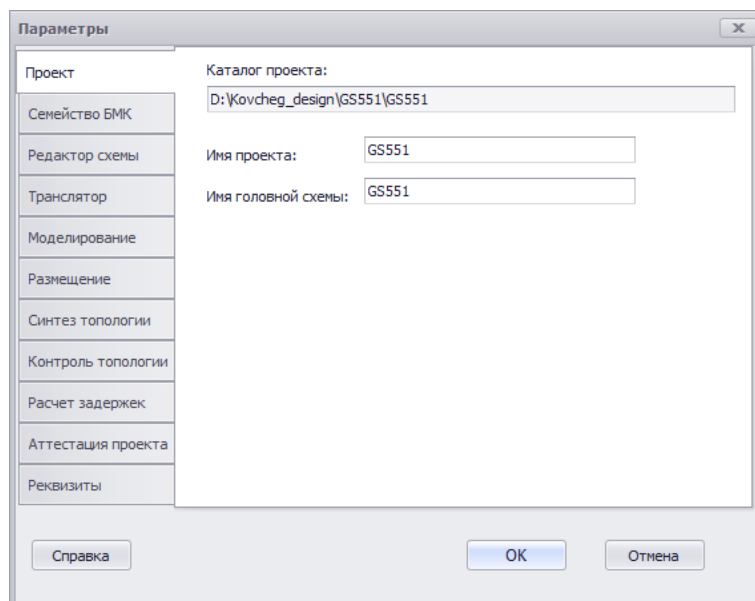 Параметры
Проект
Семейство БМК
Редактор схемы
Транслятор
Моделирование
Размещение
Синтез топологии
Контроль топологии
Расчет задержек
Аттестация проекта
Реквизиты
Каталог проекта:
D:\Kovcheg_design\GS551\GS551
Имя проекта: GS551
Имя головной схемы: GS551
Справка OK Отмена